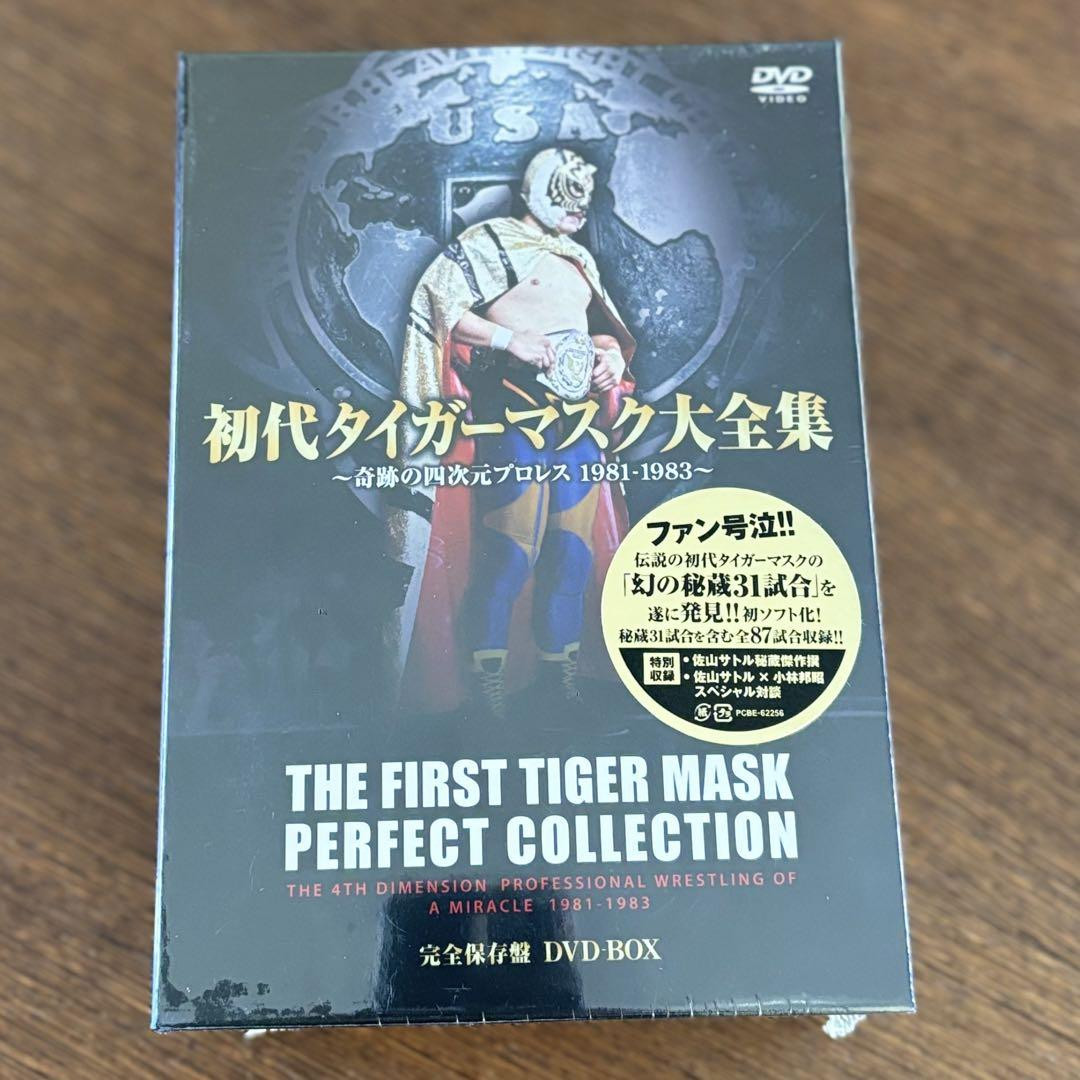 DVD
VIDEO
USA
初代タイガーマスク大全集
～奇跡の四次元プロレス 1981-1983～
ファン号泣!!
伝説の初代タイガーマスクの
「幻の秘蔵31試合」を
遂に発見!!初ソフト化!
秘蔵31試合を含む全87試合収録!!
特別
収録
・佐山サトル秘蔵傑作撰
・佐山サトル × 小林邦昭
スペシャル対談
紙 プラ PCBE-62256
THE FIRST TIGER MASK
PERFECT COLLECTION
THE 4TH DIMENSION PROFESSIONAL WRESTLING OF
A MIRACLE 1981-1983
完全保存盤 DVD-BOX